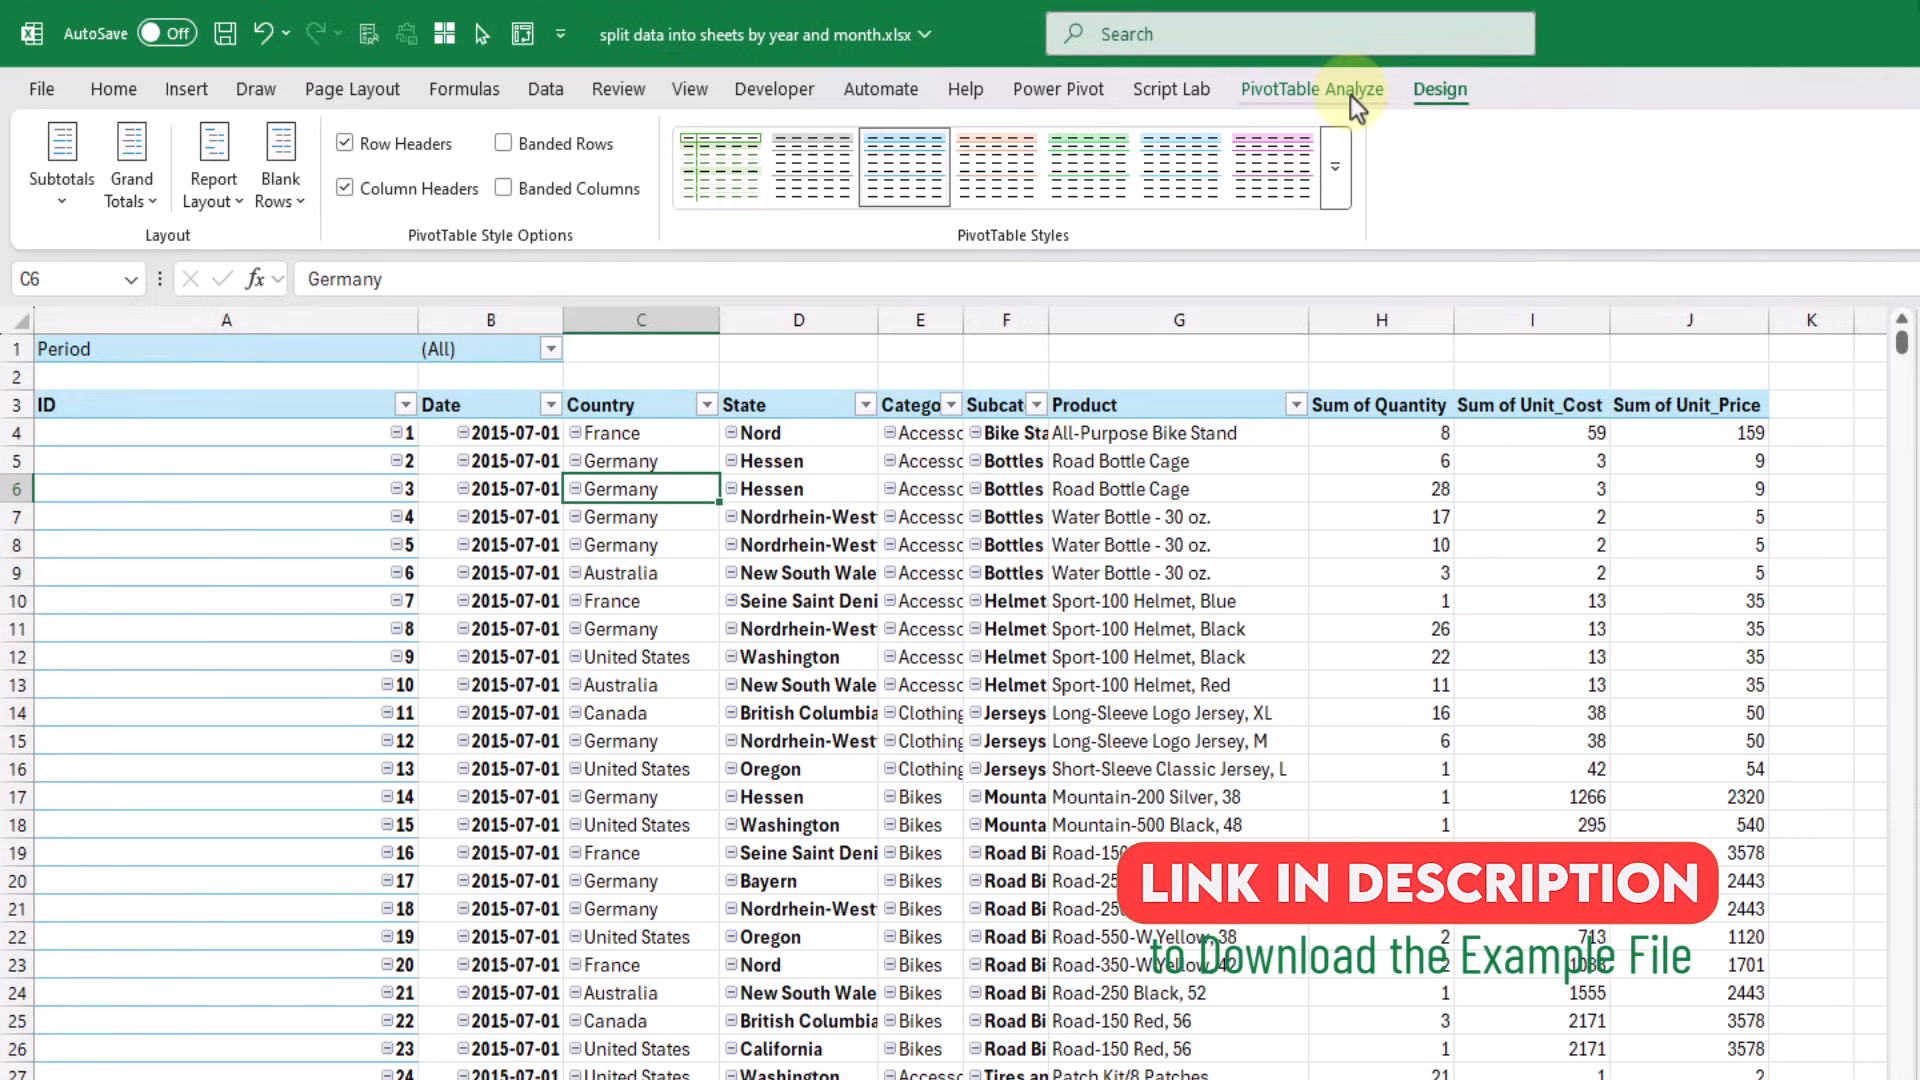 AutoSave Off split data into sheets by year and month.xlsx Search
File Home Insert Draw Page Layout Formulas Data Review View Developer Automate Help Power Pivot Script Lab PivotTable Analyze Design
Subtotals Grand Totals Report Layout Blank Rows
Row Headers Banded Rows
Column Headers Banded Columns
Layout PivotTable Style Options PivotTable Styles
C6 fx Germany
A B C D E F G H I J K
1 Period (All)
2
3 ID Date Country State Catego Subcat Product Sum of Quantity Sum of Unit_Cost Sum of Unit_Price
4 1 2015-07-01 France Nord Accesso Bike Sta All-Purpose Bike Stand 8 59 159
5 2 2015-07-01 Germany Hessen Accesso Bottles Road Bottle Cage 6 3 9
6 3 2015-07-01 Germany Hessen Accesso Bottles Road Bottle Cage 28 3 9
7 4 2015-07-01 Germany Nordrhein-West Accesso Bottles Water Bottle - 30 oz. 17 2 5
8 5 2015-07-01 Germany Nordrhein-West Accesso Bottles Water Bottle - 30 oz. 10 2 5
9 6 2015-07-01 Australia New South Wale Accesso Bottles Water Bottle - 30 oz. 3 2 5
10 7 2015-07-01 France Seine Saint Deni Accesso Helmet Sport-100 Helmet, Blue 1 13 35
11 8 2015-07-01 Germany Nordrhein-West Accesso Helmet Sport-100 Helmet, Black 26 13 35
12 9 2015-07-01 United States Washington Accesso Helmet Sport-100 Helmet, Black 22 13 35
13 10 2015-07-01 Australia New South Wale Accesso Helmet Sport-100 Helmet, Red 11 13 35
14 11 2015-07-01 Canada British Columbia Clothing Jerseys Long-Sleeve Logo Jersey, XL 16 38 50
15 12 2015-07-01 Germany Nordrhein-West Clothing Jerseys Long-Sleeve Logo Jersey, M 6 38 50
16 13 2015-07-01 United States Oregon Clothing Jerseys Short-Sleeve Classic Jersey, L 1 42 54
17 14 2015-07-01 Germany Hessen Bikes Mounta Mountain-200 Silver, 38 1 1266 2320
18 15 2015-07-01 United States Washington Bikes Mounta Mountain-500 Black, 48 1 295 540
19 16 2015-07-01 France Seine Saint Deni Bikes Road Bi Road-150 3578
20 17 2015-07-01 Germany Bayern Bikes Road Bi Road-25 2443
21 18 2015-07-01 Germany Nordrhein-West Bikes Road Bi Road-250 2443
LINK IN DESCRIPTION
22 19 2015-07-01 United States Oregon Bikes Road Bi Road-550-W Yellow, 38 2 713 1120
to Download the Example File
23 20 2015-07-01 France Nord Bikes Road Bi Road-350-W Yellow, 42 2 1701
24 21 2015-07-01 Australia New South Wale Bikes Road Bi Road-250 Black, 52 1 1555 2443
25 22 2015-07-01 Canada British Columbia Bikes Road Bi Road-150 Red, 56 3 2171 3578
26 23 2015-07-01 United States California Bikes Road Bi Road-150 Red, 56 1 2171 3578
27 24 2015-07-01 United States Washington Accesso Tires an Patch Kit/8 Patches 21 1 2